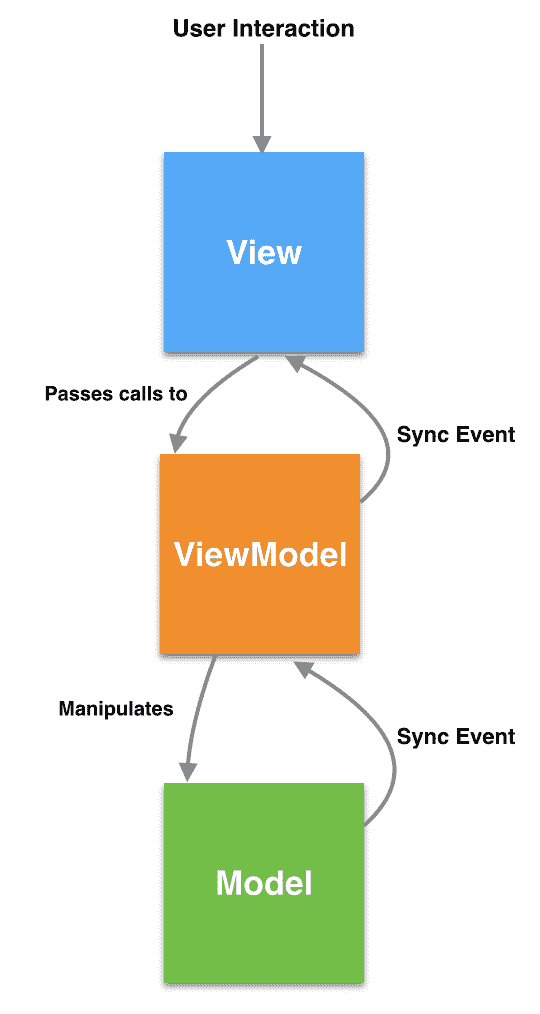 User Interaction
View
Passes calls to
Sync Event
ViewModel
Manipulates
Sync Event
Model